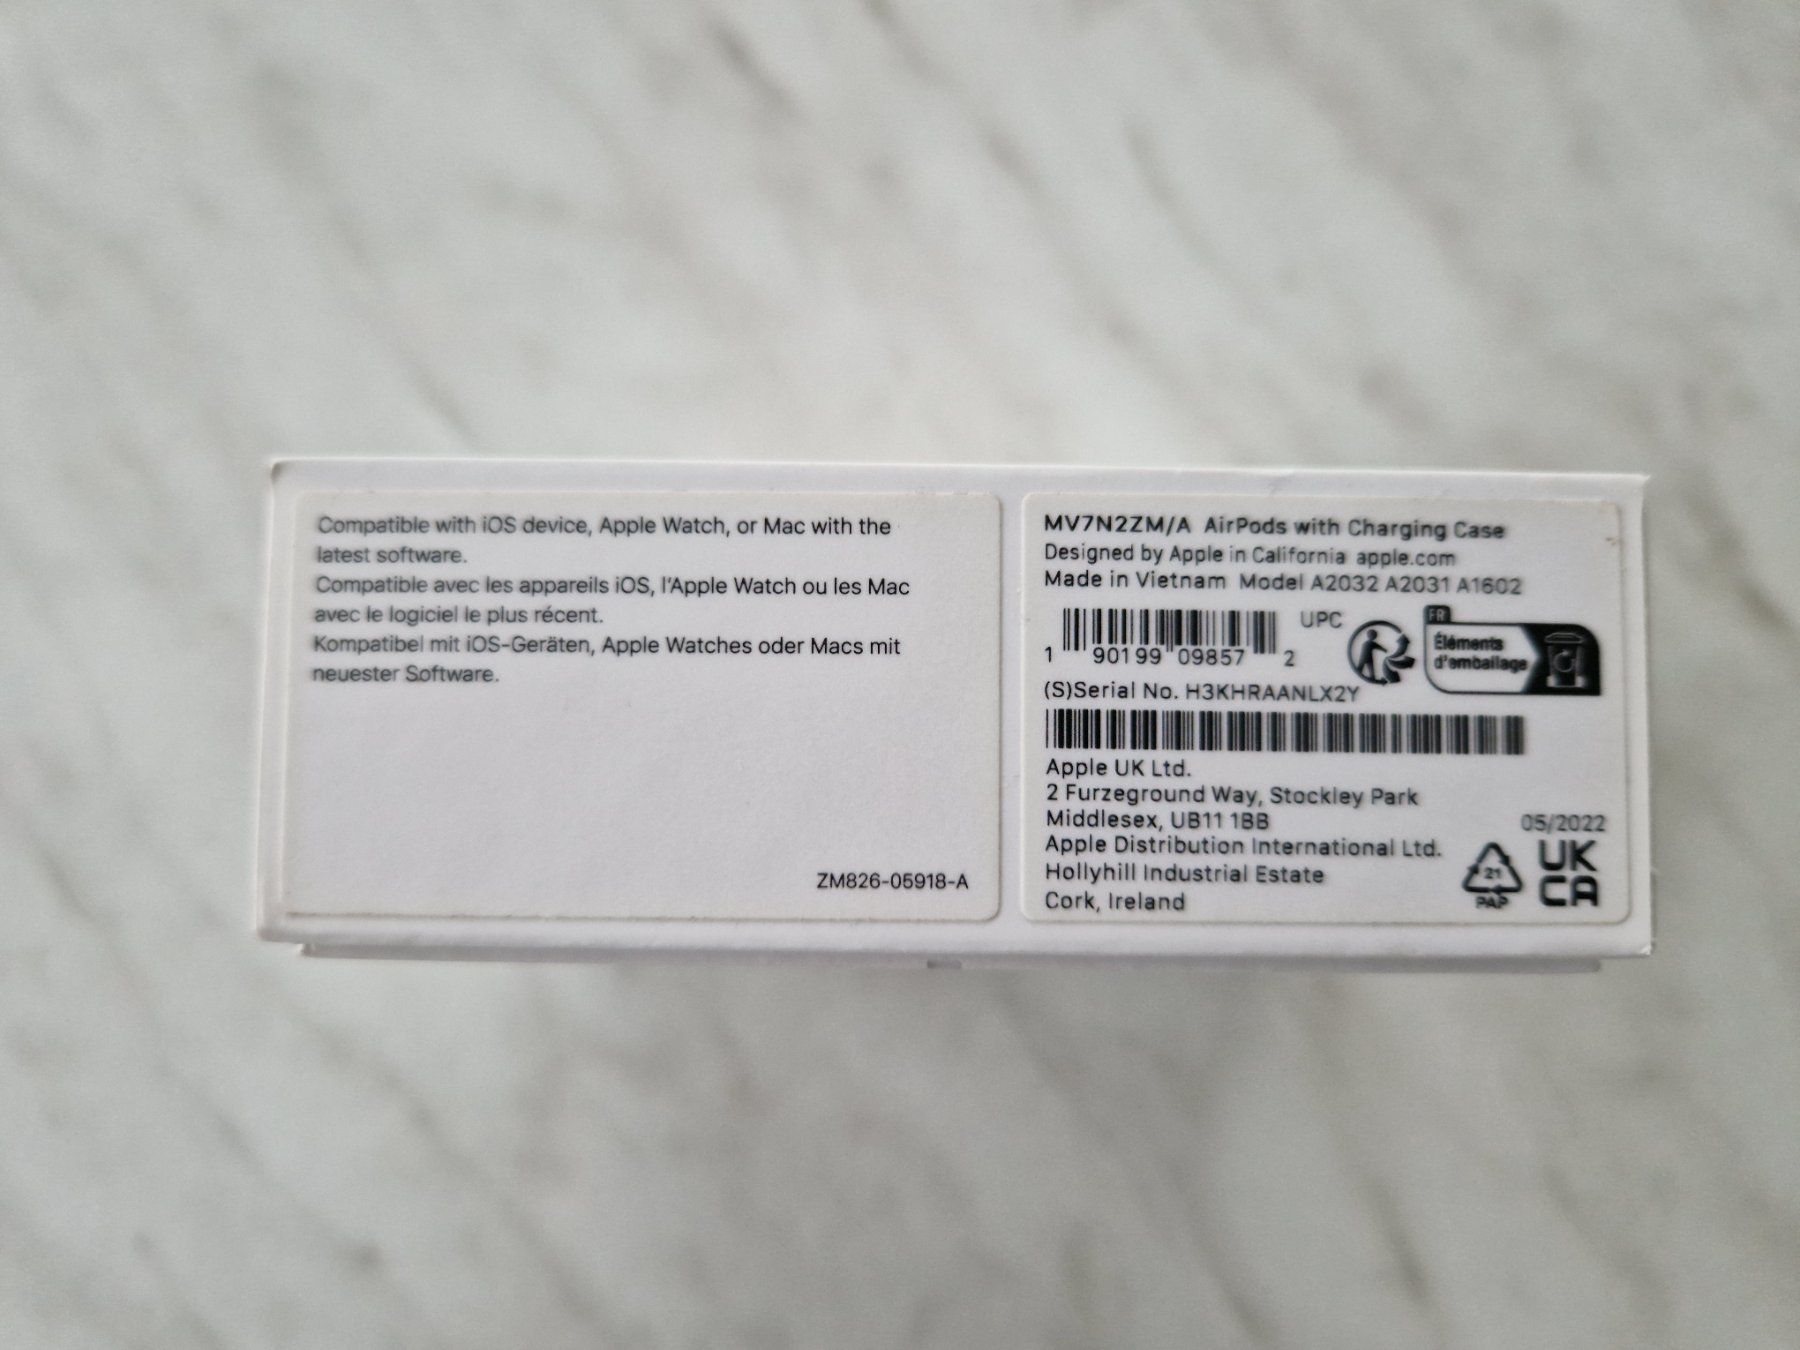 Compatible with iOS device, Apple Watch, or Mac with the
latest software.
Compatible avec les appareils iOS, l'Apple Watch ou les Mac
avec le logiciel le plus récent.
Kompatibel mit iOS-Geräten, Apple Watches oder Macs mit
neuester Software.
ZM826-05918-A
MV7N2ZM/A AirPods with Charging Case
Designed by Apple in California apple.com
Made in Vietnam Model A2032 A2031 A1602
UPC
1 90199 09857 2
FR
Éléments
d'emballage
(S)Serial No. H3KHRAANLX2Y
Apple UK Ltd.
2 Furzeground Way, Stockley Park
Middlesex, UB11 1BB
Apple Distribution International Ltd.
Hollyhill Industrial Estate
Cork, Ireland
05/2022
21
PAP
UK
CA